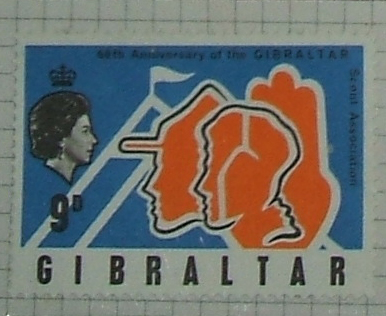 60th Anniversary of the GIBRALTAR
Scout Association
9D
GIBRALTAR